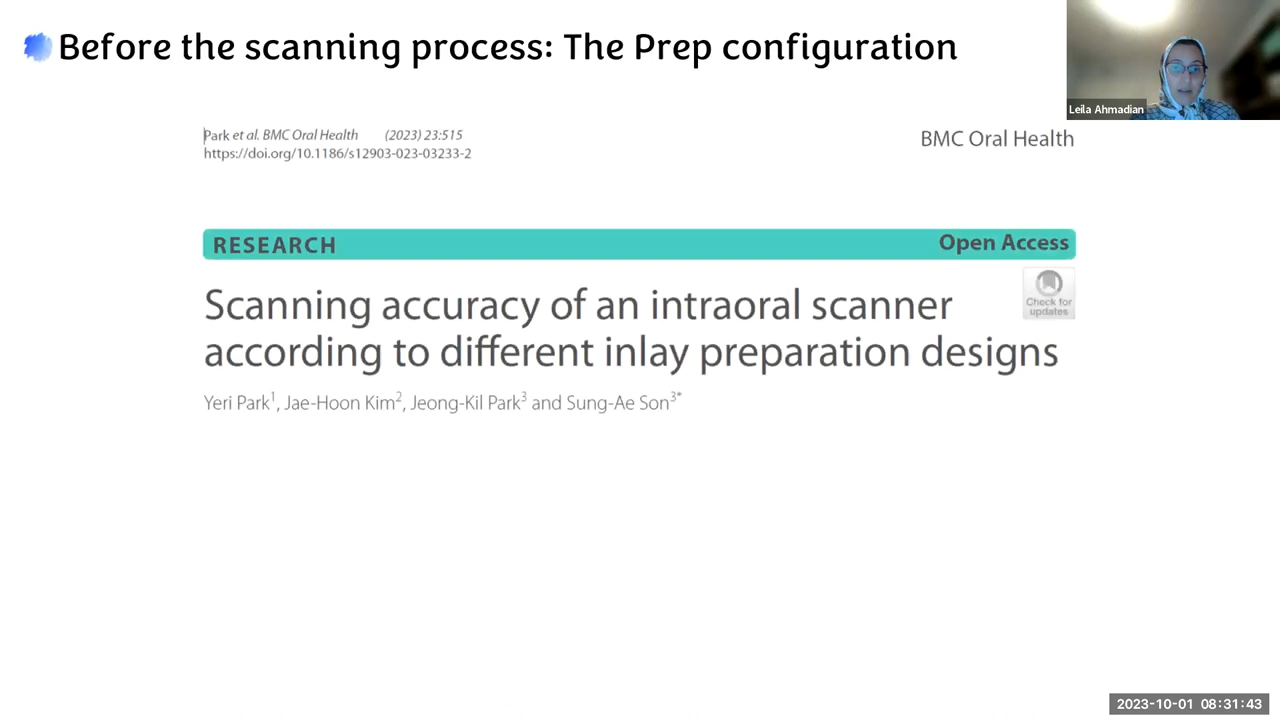 Before the scanning process: The Prep configuration
Leila Ahmadian
Park et al. BMC Oral Health (2023) 23:515
https://doi.org/10.1186/s12903-023-03233-2
BMC Oral Health
RESEARCH
Open Access
Scanning accuracy of an intraoral scanner
according to different inlay preparation designs
Check for
updates
Yeri Park1, Jae-Hoon Kim2, Jeong-Kil Park3 and Sung-Ae Son3*
2023-10-01 08:31:43